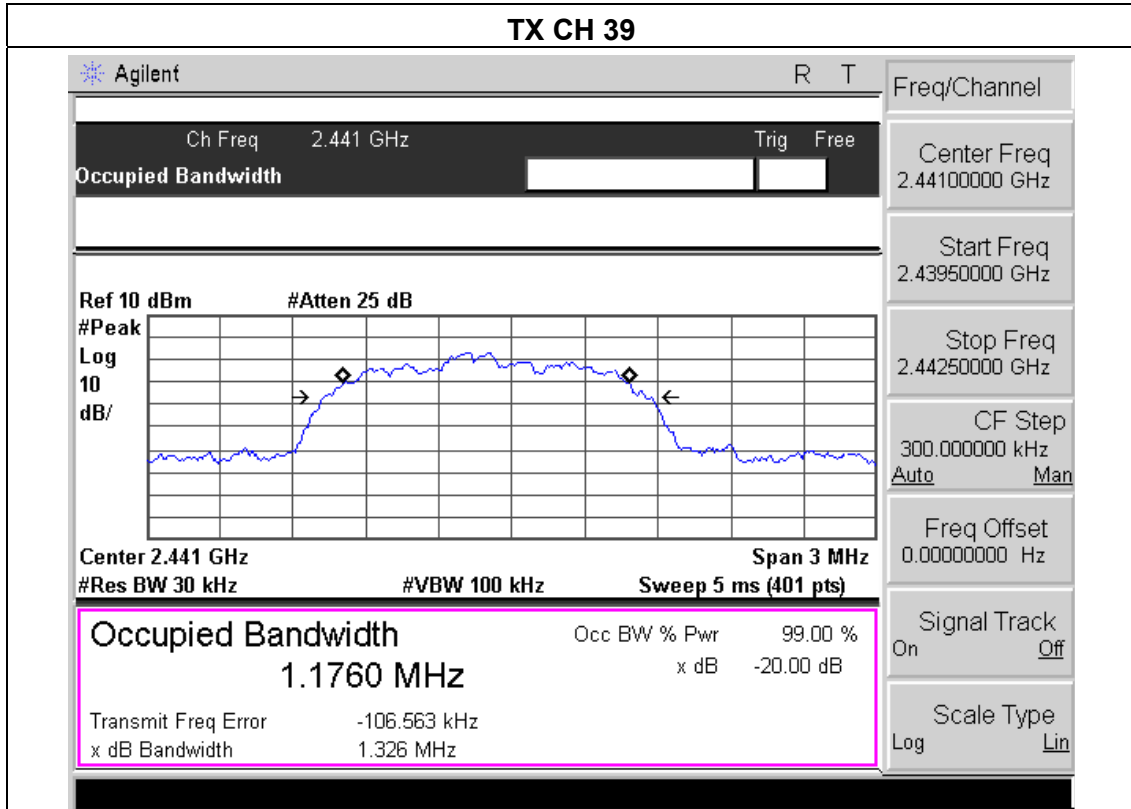 TX CH 39
Agilent R T
Ch Freq 2.441 GHz Trig Free
Occupied Bandwidth
Ref 10 dBm #Atten 25 dB
#Peak
Log
10
dB/
Center 2.441 GHz Span 3 MHz
#Res BW 30 kHz #VBW 100 kHz Sweep 5 ms (401 pts)
Occupied Bandwidth Occ BW % Pwr 99.00 %
1.1760 MHz x dB -20.00 dB
Transmit Freq Error -106.563 kHz
x dB Bandwidth 1.326 MHz
Freq/Channel
Center Freq
2.44100000 GHz
Start Freq
2.43950000 GHz
Stop Freq
2.44250000 GHz
CF Step
300.000000 kHz
Auto Man
Freq Offset
0.00000000 Hz
Signal Track
On Off
Scale Type
Log Lin